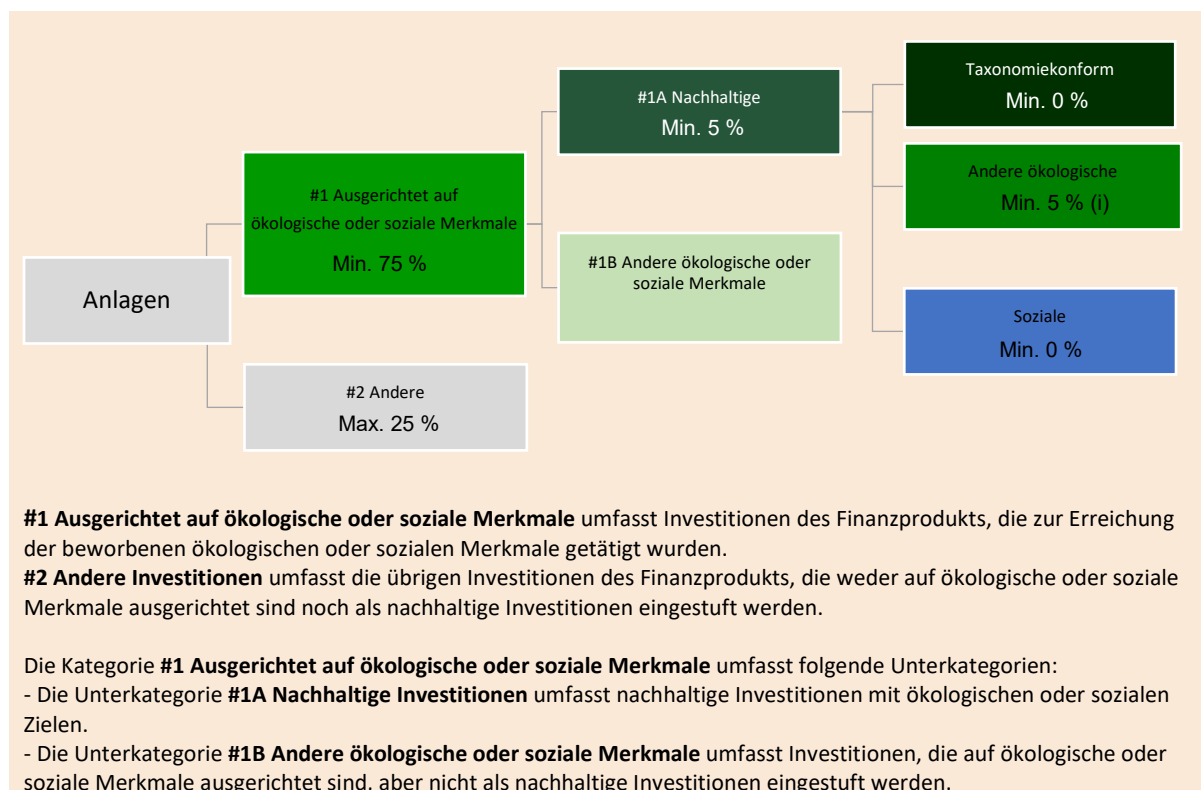 Anlagen
#1 Ausgerichtet auf
ökologische oder soziale Merkmale
Min. 75 %
#2 Andere
Max. 25 %
#1A Nachhaltige
Min. 5 %
#1B Andere ökologische oder
soziale Merkmale
Taxonomiekonform
Min. 0 %
Andere ökologische
Min. 5 % (i)
Soziale
Min. 0 %
#1 Ausgerichtet auf ökologische oder soziale Merkmale umfasst Investitionen des Finanzprodukts, die zur Erreichung
der beworbenen ökologischen oder sozialen Merkmale getätigt wurden.
#2 Andere Investitionen umfasst die übrigen Investitionen des Finanzprodukts, die weder auf ökologische oder soziale
Merkmale ausgerichtet sind noch als nachhaltige Investitionen eingestuft werden.
Die Kategorie #1 Ausgerichtet auf ökologische oder soziale Merkmale umfasst folgende Unterkategorien:
- Die Unterkategorie #1A Nachhaltige Investitionen umfasst nachhaltige Investitionen mit ökologischen oder sozialen
Zielen.
- Die Unterkategorie #1B Andere ökologische oder soziale Merkmale umfasst Investitionen, die auf ökologische oder
soziale Merkmale ausgerichtet sind, aber nicht als nachhaltige Investitionen eingestuft werden.